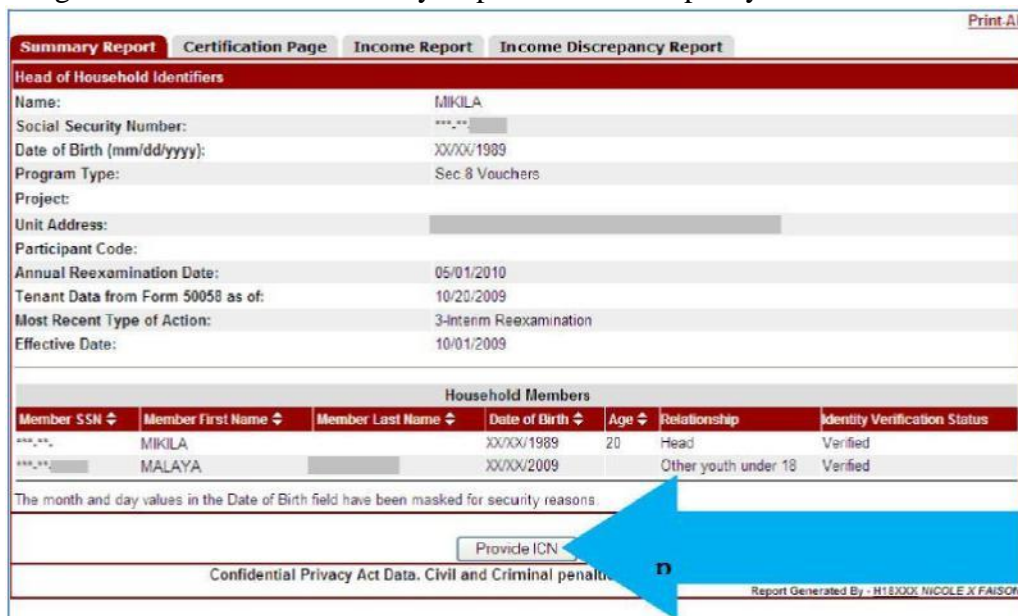 Print-Al
Summary Report Certification Page Income Report Income Discrepancy Report
Head of Household Identifiers
Name: MIKILA
Social Security Number: ***-**-
Date of Birth (mm/dd/yyyy): XX/XX/1989
Program Type: Sec.8 Vouchers
Project:
Unit Address:
Participant Code:
Annual Reexamination Date: 05/01/2010
Tenant Data from Form 50058 as of: 10/20/2009
Most Recent Type of Action: 3-Interim Reexamination
Effective Date: 10/01/2009
Household Members
Member SSN Member First Name Member Last Name Date of Birth Age Relationship Identity Verification Status
***-**- MIKILA XX/XX/1989 20 Head Verified
***-**- MALAYA XX/XX/2009 Other youth under 18 Verified
The month and day values in the Date of Birth field have been masked for security reasons.
Provide ICN
Confidential Privacy Act Data. Civil and Criminal penalti
Report Generated By - H18XXX NICOLE X FAISON